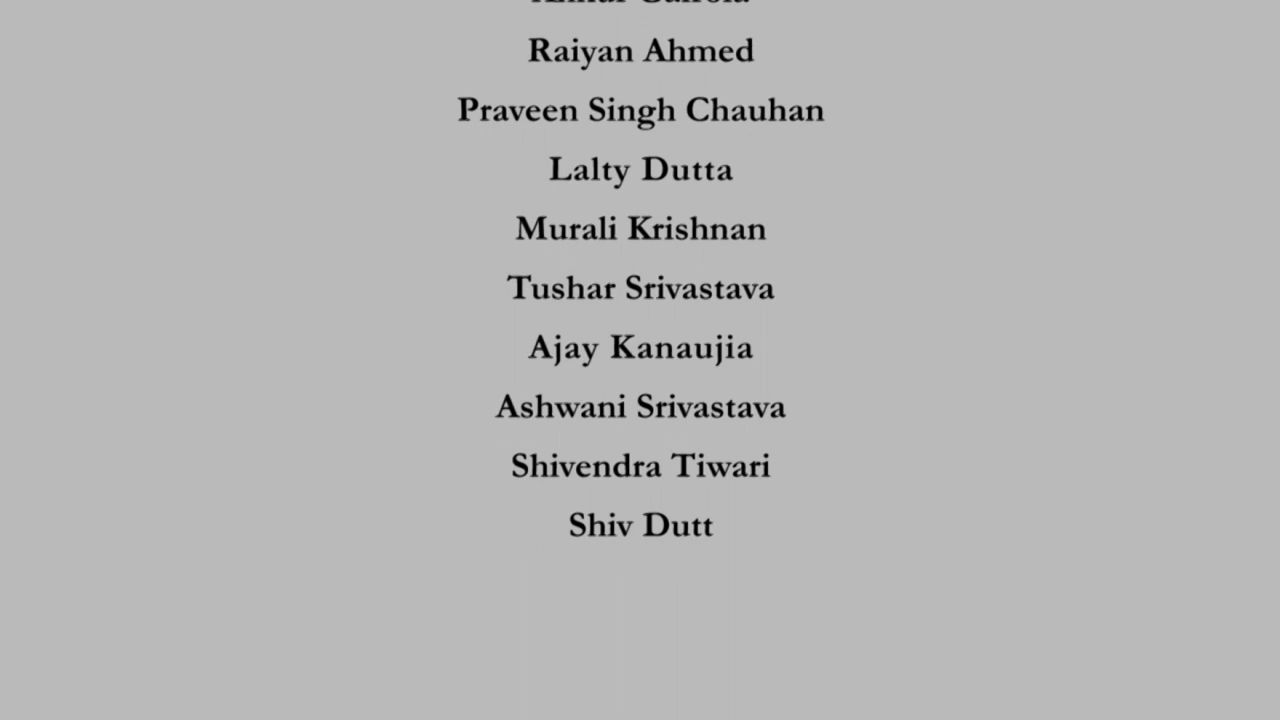 Raiyan Ahmed
Praveen Singh Chauhan
Lalty Dutta
Murali Krishnan
Tushar Srivastava
Ajay Kanaujia
Ashwani Srivastava
Shivendra Tiwari
Shiv Dutt